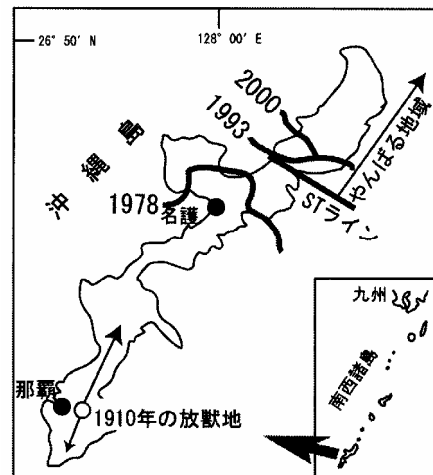 26° 50′ N
128° 00′ E
沖縄島
2000
1993
やんばる地域
STライン
1978
名護
那覇
1910年の放獣地
九州
南西諸島